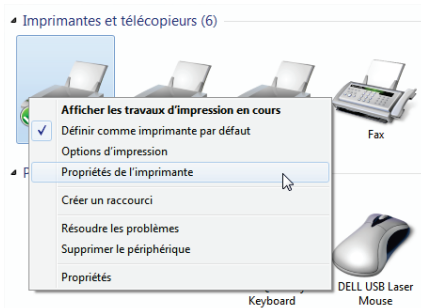 Imprimantes et télécopieurs (6)
Afficher les travaux d'impression en cours
Définir comme imprimante par défaut
Options d'impression
Propriétés de l'imprimante
Créer un raccourci
Résoudre les problèmes
Supprimer le périphérique
Propriétés
Fax
P
Keyboard
DELL USB Laser
Mouse